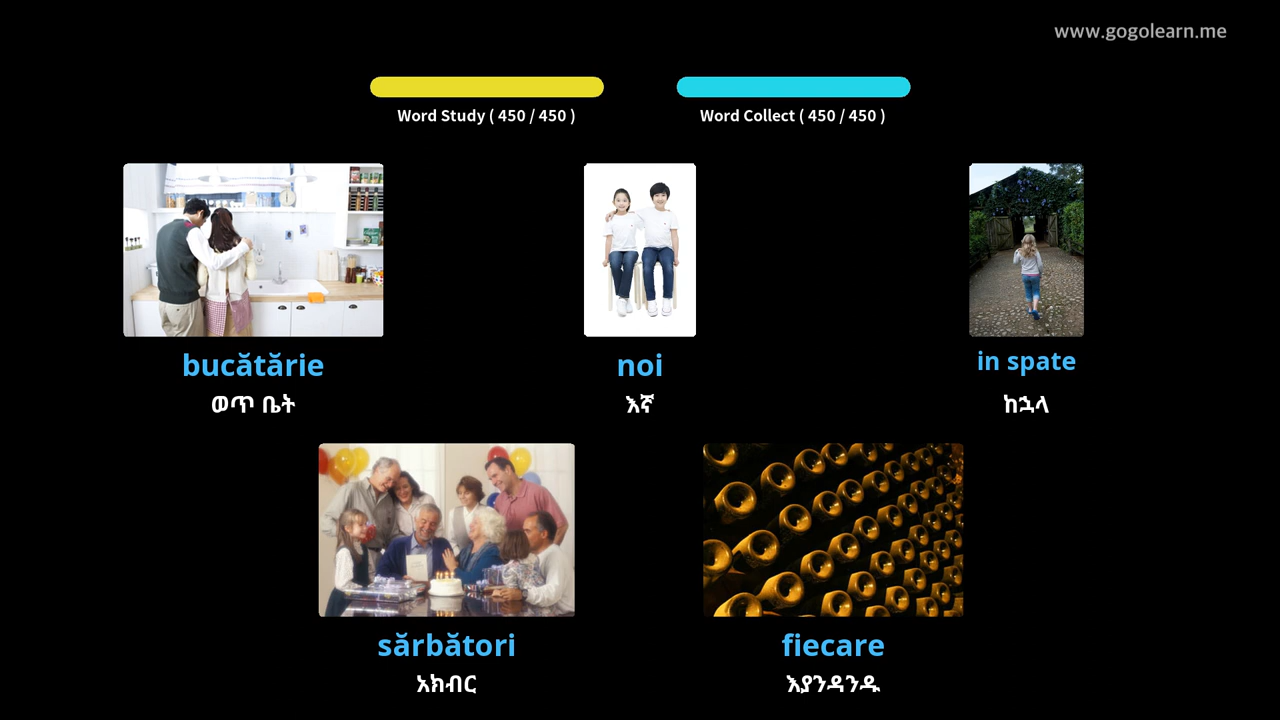 www.gogolearn.me
Word Study ( 450 / 450 )
Word Collect ( 450 / 450 )
bucătărie
ወጥ ቤት
noi
እኛ
in spate
ከኋላ
sărbători
አክብር
fiecare
እያንዳንዱ